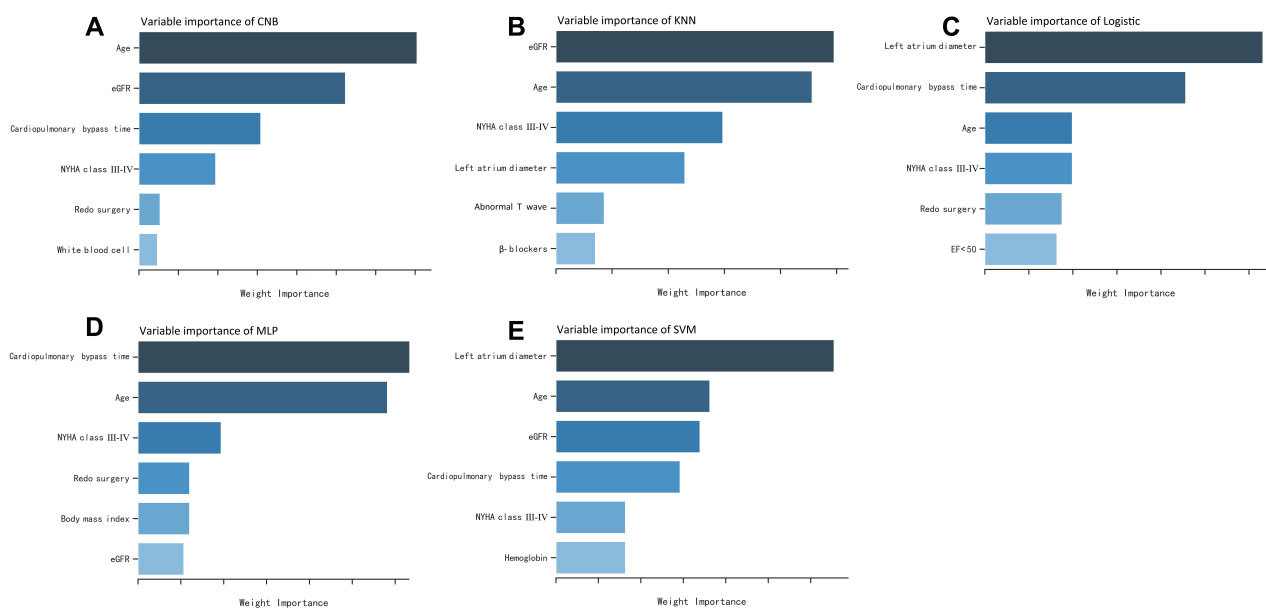 A
Variable importance of CNB
Age
eGFR
Cardiopulmonary bypass time
NYHA class III-IV
Redo surgery
White blood cell
Weight Importance
B
Variable importance of KNN
eGFR
Age
NYHA class III-IV
Left atrium diameter
Abnormal T wave
β-blockers
Weight Importance
C
Variable importance of Logistic
Left atrium diameter
Cardiopulmonary bypass time
Age
NYHA class III-IV
Redo surgery
EF<50
Weight Importance
D
Variable importance of MLP
Cardiopulmonary bypass time
Age
NYHA class III-IV
Redo surgery
Body mass index
eGFR
Weight Importance
E
Variable importance of SVM
Left atrium diameter
Age
eGFR
Cardiopulmonary bypass time
NYHA class III-IV
Hemoglobin
Weight Importance